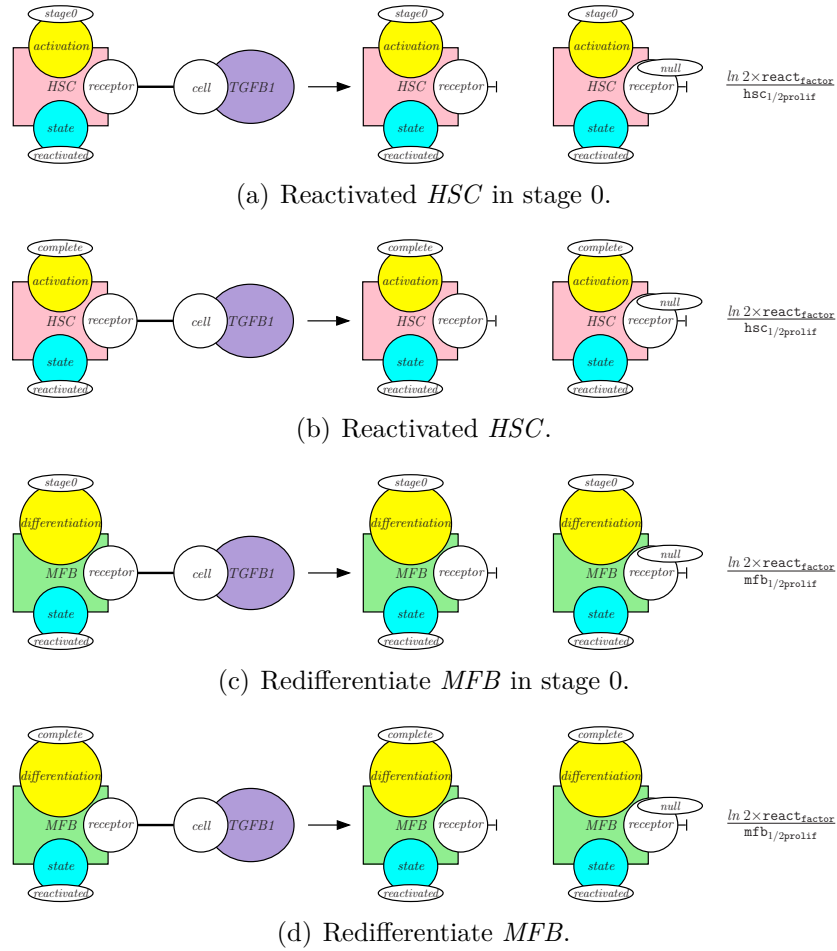 stage0 stage0 stage0
activation activation activation
null
HSC receptor cell TGFB1 HSC receptor HSC receptor ln 2×react_factor
hsc_1/2prolif
state state state
reactivated reactivated reactivated
(a) Reactivated HSC in stage 0.
complete complete complete
activation activation activation
null
HSC receptor cell TGFB1 HSC receptor HSC receptor ln 2×react_factor
hsc_1/2prolif
state state state
reactivated reactivated reactivated
(b) Reactivated HSC.
stage0 stage0 stage0
differentiation differentiation differentiation
null
MFB receptor cell TGFB1 MFB receptor MFB receptor ln 2×react_factor
mfb_1/2prolif
state state state
reactivated reactivated reactivated
(c) Redifferentiate MFB in stage 0.
complete complete complete
differentiation differentiation differentiation
null
MFB receptor cell TGFB1 MFB receptor MFB receptor ln 2×react_factor
mfb_1/2prolif
state state state
reactivated reactivated reactivated
(d) Redifferentiate MFB.